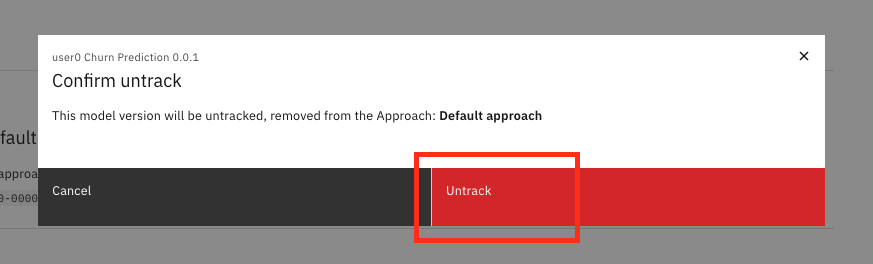 user0 Churn Prediction 0.0.1
Confirm untrack
This model version will be untracked, removed from the Approach: Default approach
fault
approa
0-0000
Cancel
Untrack